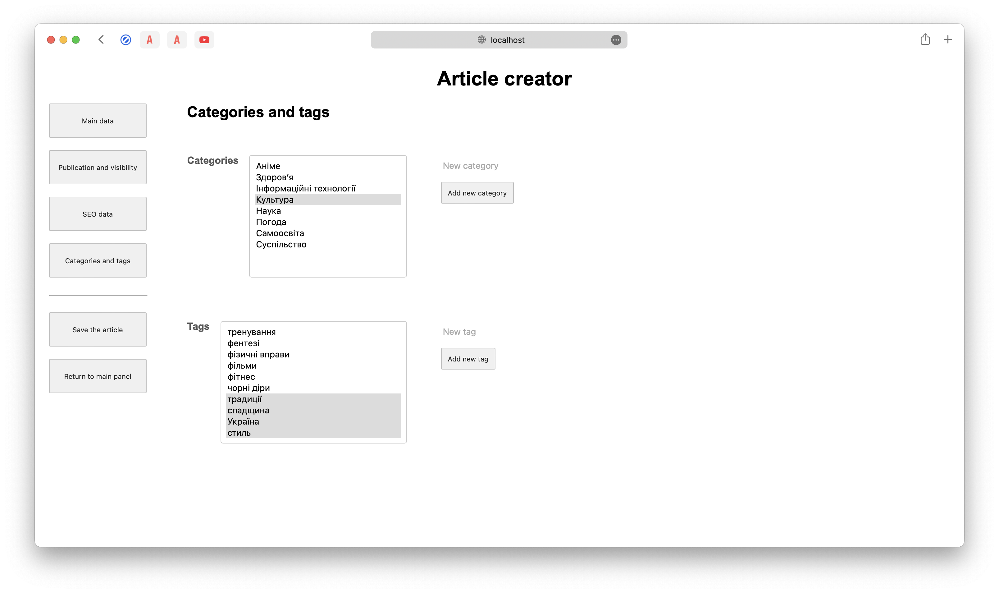 localhost
Article creator
Main data
Publication and visibility
SEO data
Categories and tags
Save the article
Return to main panel
Categories and tags
Categories
Аніме
Здоров’я
Інформаційні технології
Культура
Наука
Погода
Самоосвіта
Суспільство
New category
Add new category
Tags
тренування
фентезі
фізичні вправи
фільми
фітнес
чорні діри
традиції
спадщина
Україна
стиль
New tag
Add new tag